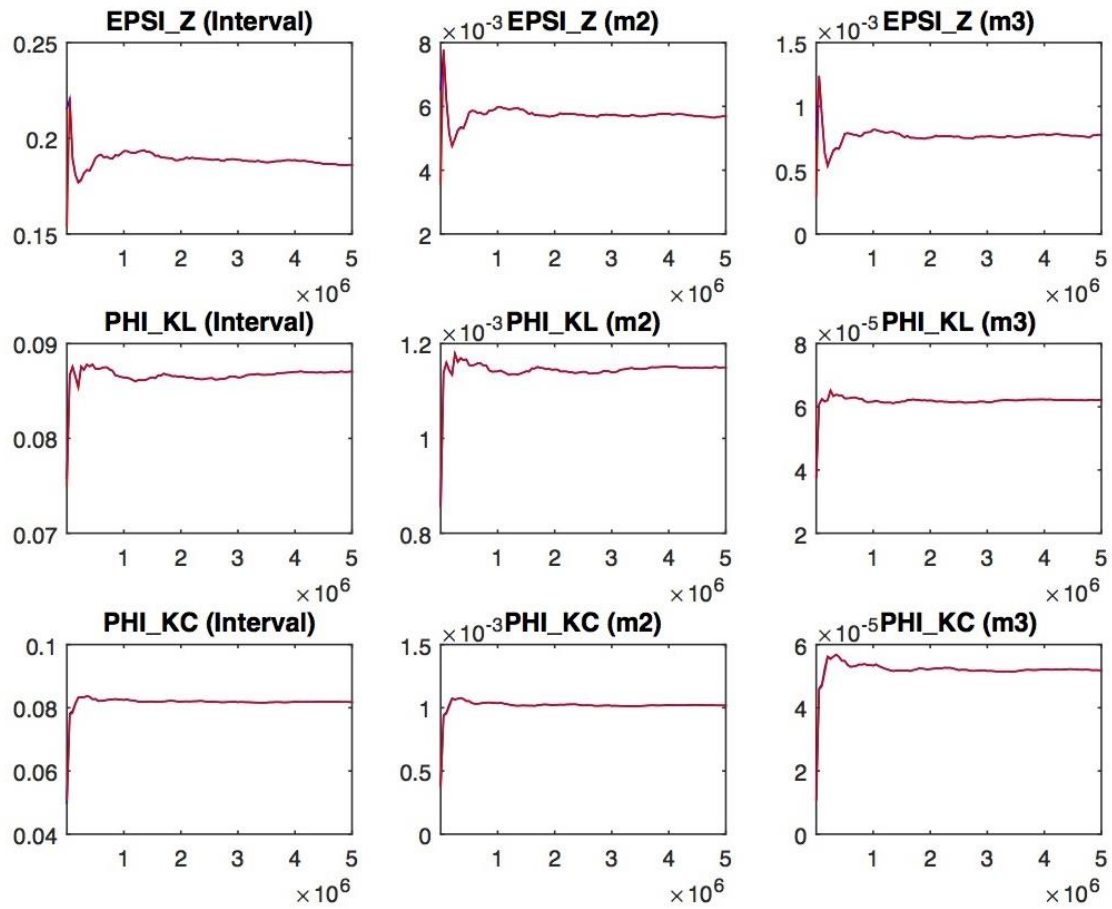 EPSI_Z (Interval)
0.25
0.2
0.15
1 2 3 4 5
×10⁶
×10⁻³ EPSI_Z (m2)
8
6
4
2
1 2 3 4 5
×10⁶
×10⁻³ EPSI_Z (m3)
1.5
1
0.5
0
1 2 3 4 5
×10⁶
PHI_KL (Interval)
0.09
0.08
0.07
1 2 3 4 5
×10⁶
×10⁻³ PHI_KL (m2)
1.2
1
0.8
1 2 3 4 5
×10⁶
×10⁻⁵ PHI_KL (m3)
8
6
4
2
1 2 3 4 5
×10⁶
PHI_KC (Interval)
0.1
0.08
0.06
0.04
1 2 3 4 5
×10⁶
×10⁻³ PHI_KC (m2)
1.5
1
0.5
0
1 2 3 4 5
×10⁶
×10⁻⁵ PHI_KC (m3)
6
4
2
0
1 2 3 4 5
×10⁶